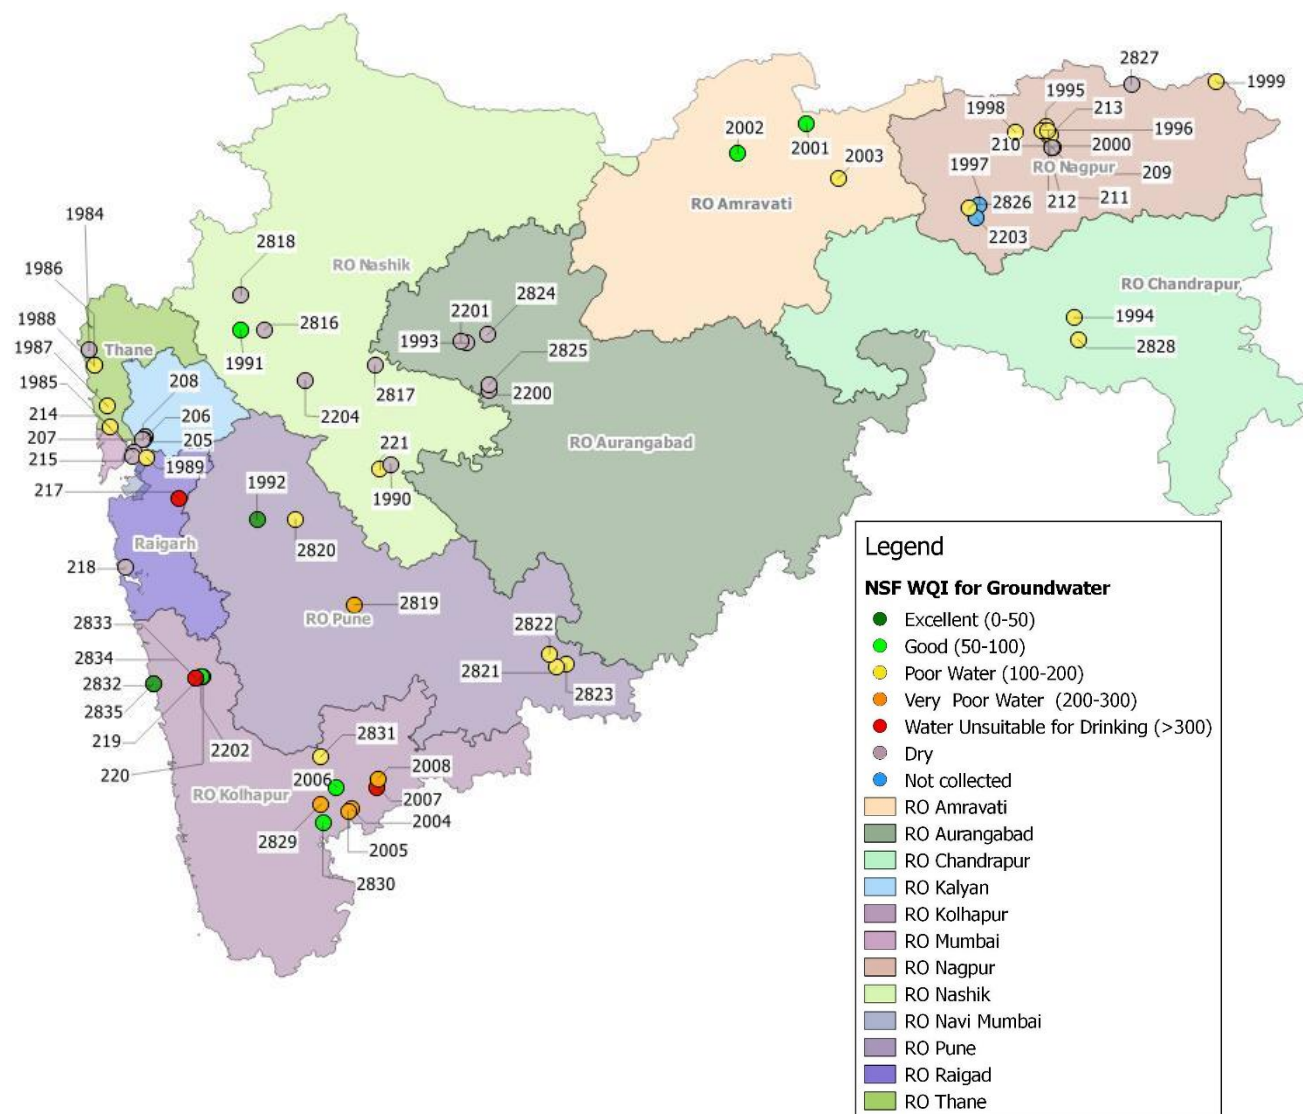 2827
1999
1995
1998
213
1996
2002
2001
210
2000
2003
RO Nagpur
209
1997
2826
212
211
RO Amravati
1984
2203
2818
1986
RO Nashik
RO Chandrapur
2201
2824
1988
2816
1994
1993
1987
Thane
2825
2828
1991
208
1985
2817
2200
214
206
2204
207
205
RO Aurangabad
221
215
1989
217
1992
1990
Raigarh
2820
218
2819
RO Pune
2833
2822
2834
2821
2823
2832
2835
219
2202
2831
220
2006
2008
RO Kolhapur
2007
2004
2829
2005
2830
Legend
NSF WQI for Groundwater
Excellent (0-50)
Good (50-100)
Poor Water (100-200)
Very Poor Water (200-300)
Water Unsuitable for Drinking (>300)
Dry
Not collected
RO Amravati
RO Aurangabad
RO Chandrapur
RO Kalyan
RO Kolhapur
RO Mumbai
RO Nagpur
RO Nashik
RO Navi Mumbai
RO Pune
RO Raigad
RO Thane